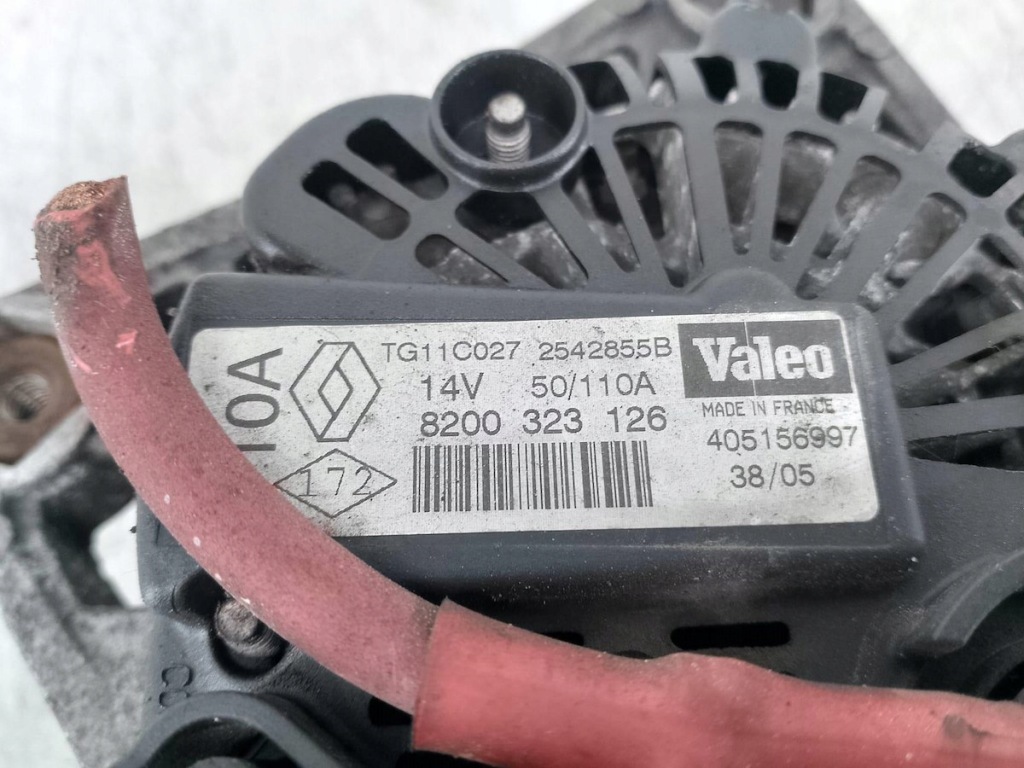 TG11C027 2542855B
14V 50/110A
8200 323 126
172
Valeo
MADE IN FRANCE
405156997
38/05
10A